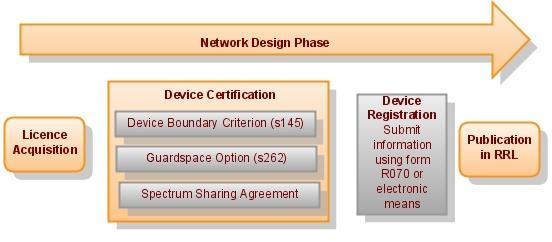 Network Design Phase
Licence
Acquisition
Device Certification
Device Boundary Criterion (s145)
Guardspace Option (s262)
Spectrum Sharing Agreement
Device
Registration
Submit
information
using form
R070 or
electronic
means
Publication
in RRL